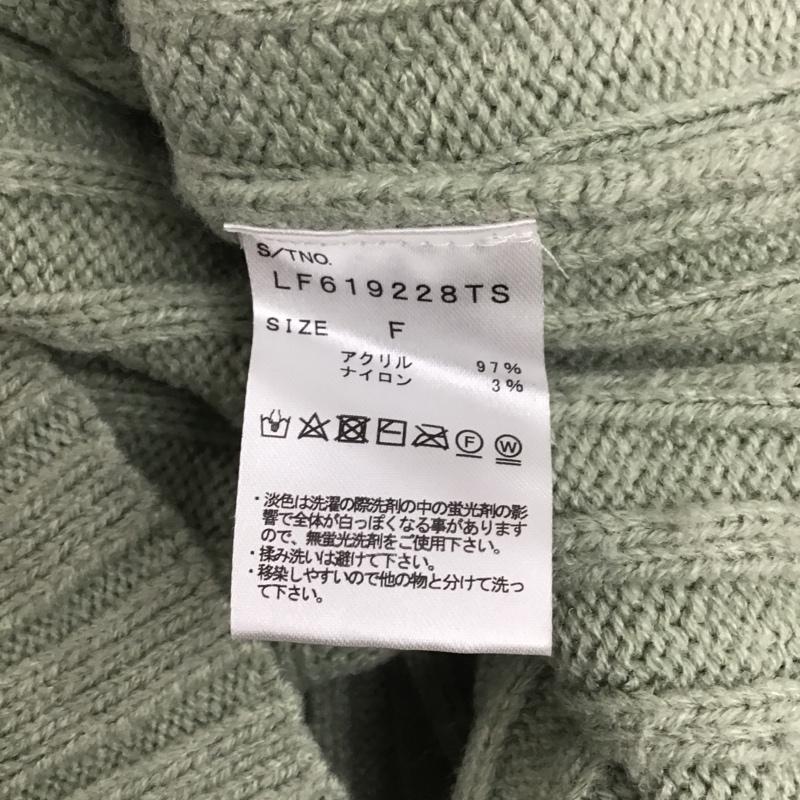 S/TNO.
LF619228TS
SIZE F
アクリル 97%
ナイロン 3%
F W
・淡色は洗濯の際洗剤の中の蛍光剤の影
響で全体が白っぽくなる事があります
ので、無蛍光洗剤をご使用下さい。
・揉み洗いは避けて下さい。
・移染しやすいので他の物と分けて洗っ
て下さい。